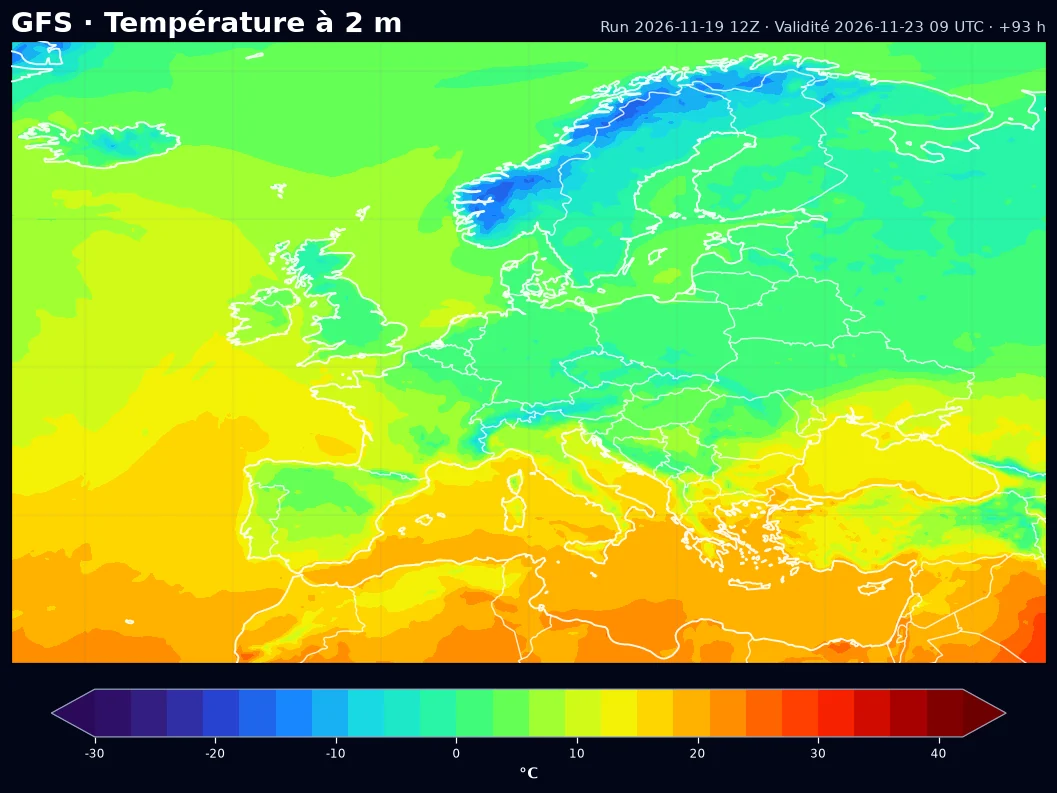 GFS · Température à 2 m
Run 2026-11-19 12Z · Validité 2026-11-23 09 UTC · +93 h
-30 -20 -10 0 10 20 30 40
°C